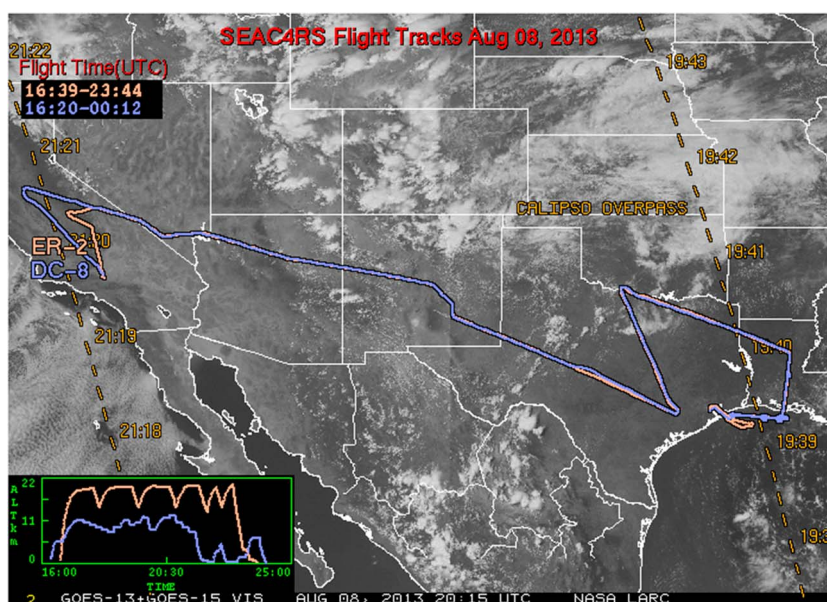 SEAC4RS Flight Tracks Aug 08, 2013
21:22
Flight Time(UTC)
16:39-23:44
16:20-00:12
19:43
21:21
19:42
CALIPSO OVERPASS
ER-2
21:20
DC-8
19:41
21:19
19:40
21:18
19:39
22
ALT km
11
0
16:00 20:30 25:00
TIME
2 GOES-13+GOES-15 VIS AUG 08, 2013 20:15 UTC NASA LARC